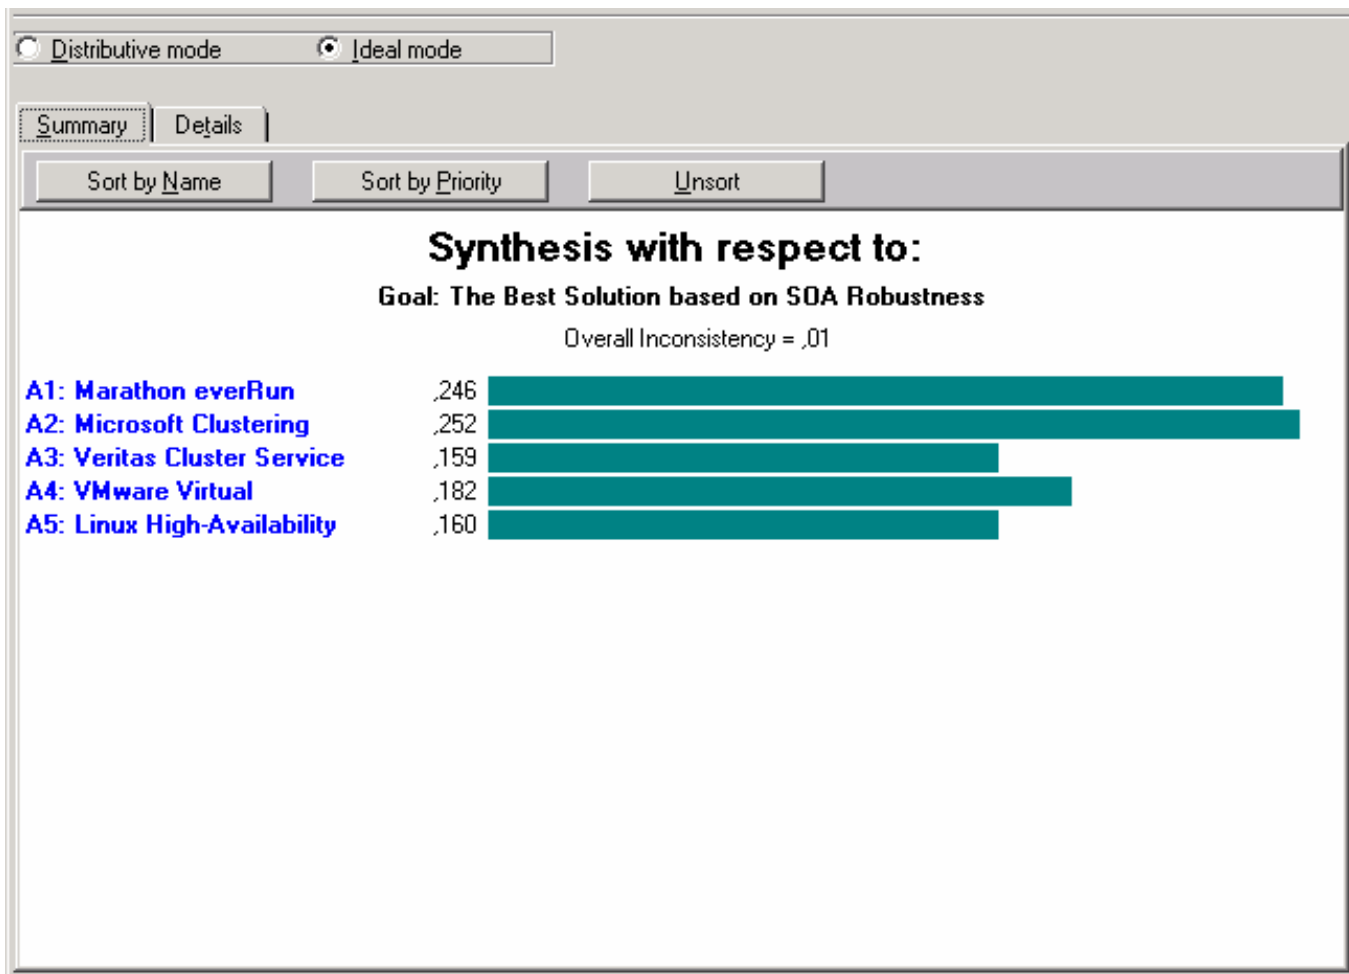 Distributive mode Ideal mode
Summary Details
Sort by Name Sort by Priority Unsort
Synthesis with respect to:
Goal: The Best Solution based on SOA Robustness
Overall Inconsistency = ,01
A1: Marathon everRun ,246
A2: Microsoft Clustering ,252
A3: Veritas Cluster Service ,159
A4: VMware Virtual ,182
A5: Linux High-Availability ,160